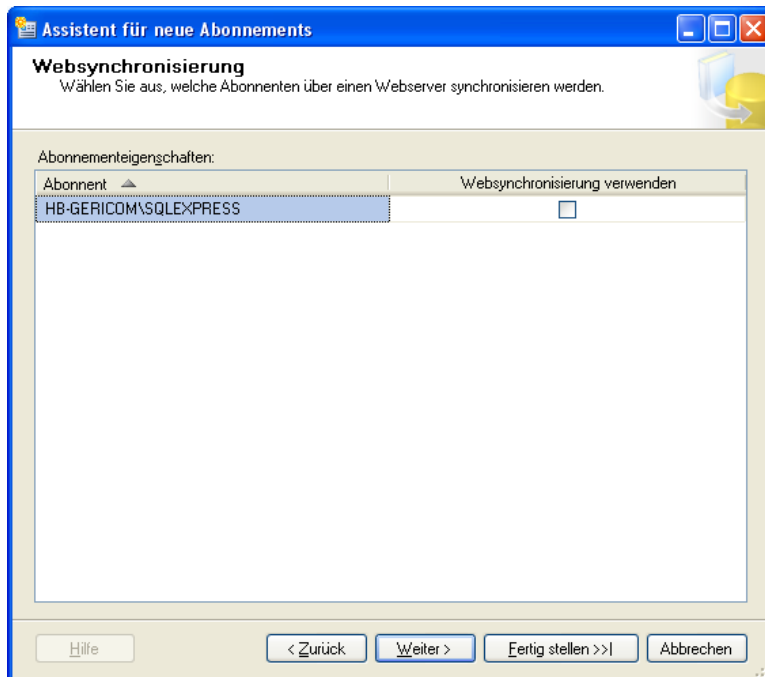 Assistent für neue Abonnements
Websynchronisierung
Wählen Sie aus, welche Abonnenten über einen Webserver synchronisieren werden.
Abonnementeigenschaften:
Abonnent Websynchronisierung verwenden
HB-GERICOM\SQLEXPRESS
Hilfe < Zurück Weiter > Fertig stellen >>| Abbrechen